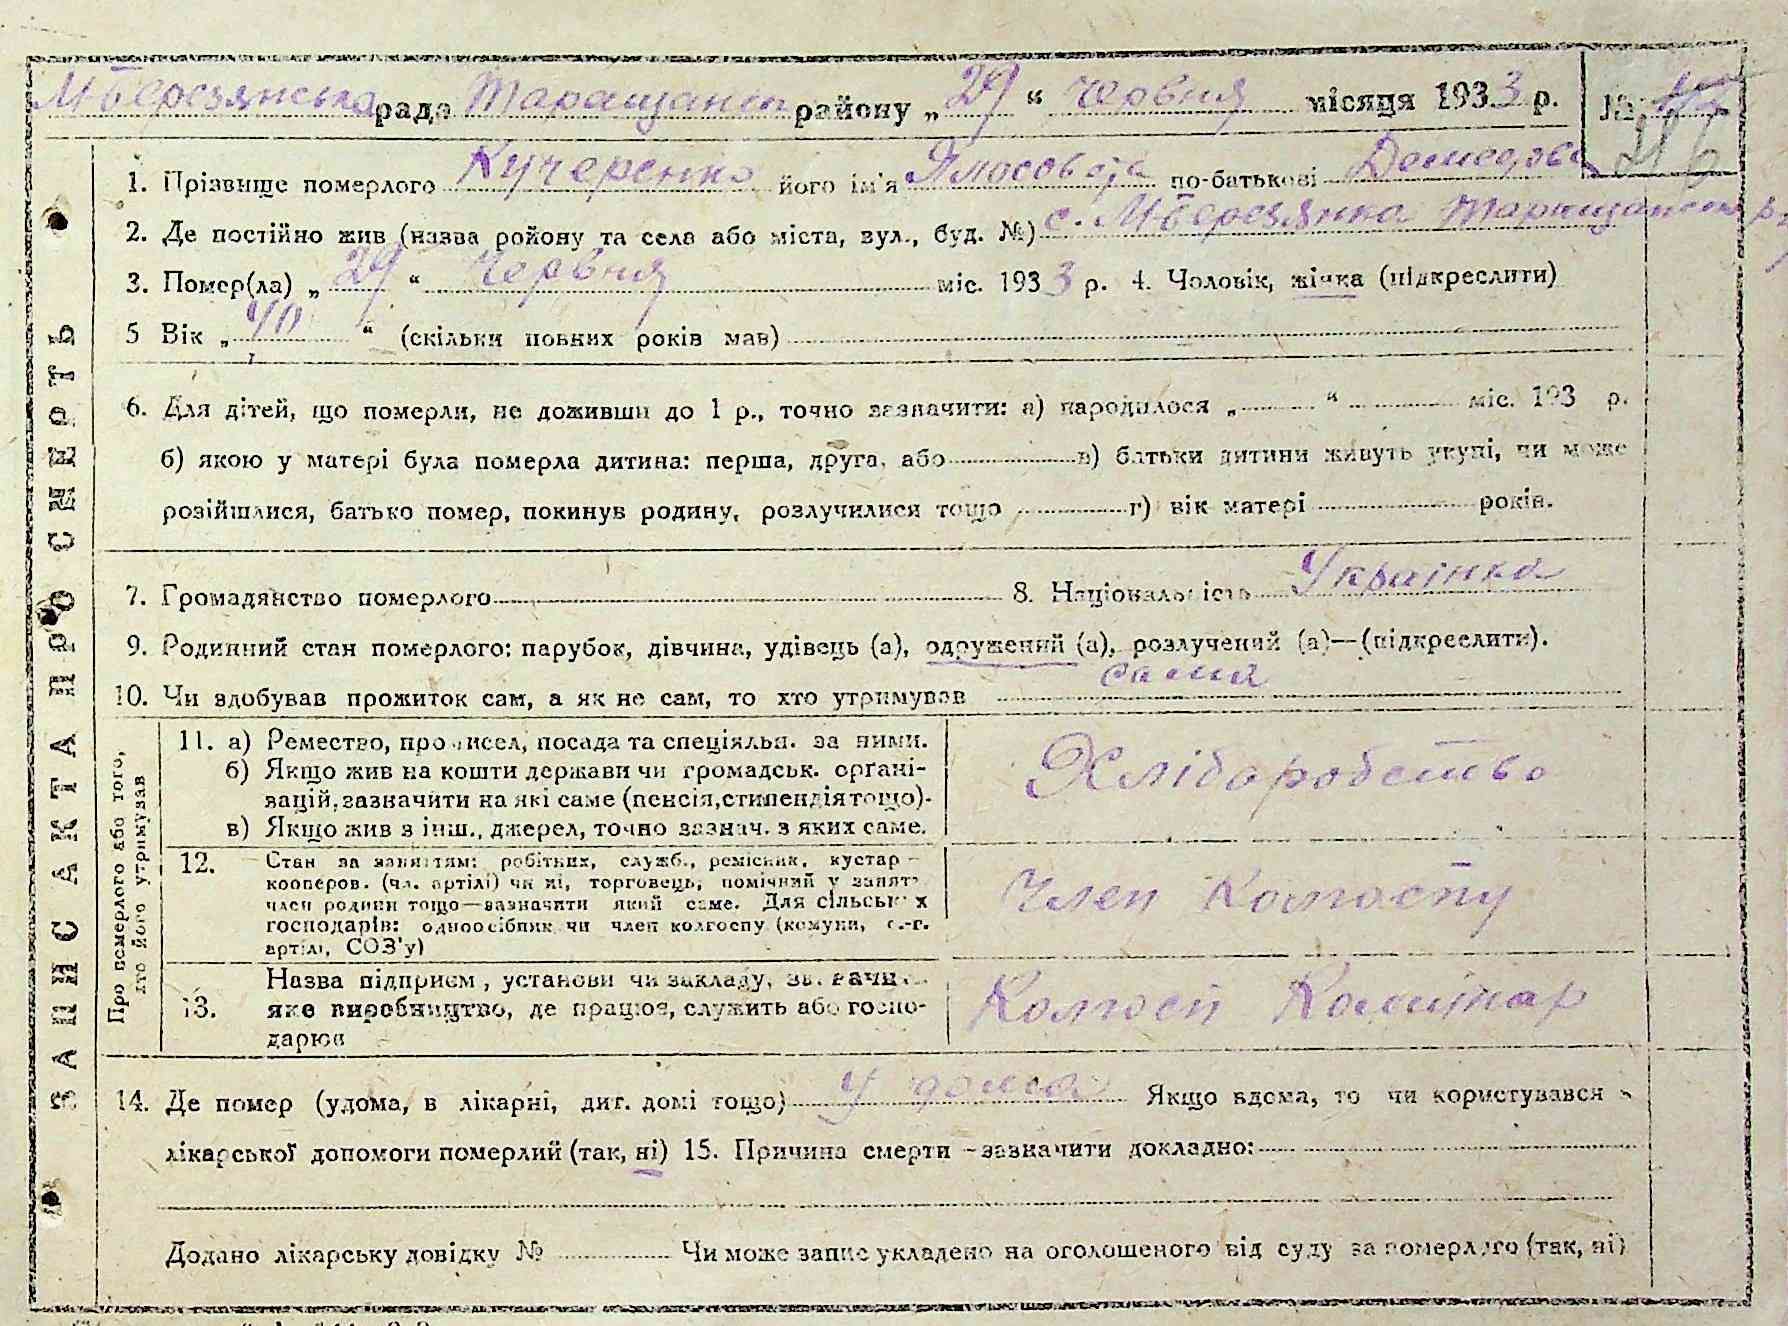 М Березянська рада Таращанск району „29“ Червня місяця 1933 р. №
216
1. Прізвище померлого Кучеренко його ім'я по-батькові
2. Де постійно жив (назва ройону та села або міста, вул., буд. №) с. М Березянка Таращанськ р.
3. Помер(ла) „29“ Червня міс. 1933 р. 4. Чоловік, жінка (підкреслити)
5 Вік „40“ (скільки повних років мав)
6. Для дітей, що померли, не доживши до 1 р., точно зазначити: а) народилося „ “ міс. 193 р.
б) якою у матері була померла дитина: перша, друга, або в) батьки дитини живуть укупі, чи може
розійшлися, батько помер, покинув родину, розлучилися тощо г) вік матері років.
7. Громадянство померлого 8. Національність Українка
9. Родинний стан померлого: парубок, дівчина, удівець (а), одружений (а), розлучений (а)—(підкреслити).
10. Чи здобував прожиток сам, а як не сам, то хто утримував сама
ЗАПИС АКТА ПРО СМЕРТЬ
Про померлого або того,
хто його утримував
11. а) Ремество, промисел, посада та спеціяльн. за ними.
б) Якщо жив на кошти держави чи громадськ. орґані-
зацій, зазначити на які саме (пенсія, стипендія тощо).
в) Якщо жив з інш., джерел, точно зазнач. з яких саме.
Хліборобство
12. Стан за заняттям: робітник, служб., ремісник, кустар -
кооперов. (чл. артілі) чи ні, торговець, помічний у занятт
член родини тощо—зазначити який саме. Для сільських
господарів: одноосібник чи член колгоспу (комуни, с.-г.
артілі, СОЗ'у)
Член Колгоспу
13. Назва підприєм, установи чи закладу, зазначн
яке виробництво, де працює, служить або госпо-
дарює
Колгосп
14. Де помер (удома, в лікарні, дит. домі тощо) У дома Якщо вдома, то чи користувався
лікарської допомоги померлий (так, ні) 15. Причина смерти - зазначити докладно:
Додано лікарську довідку № Чи може запис укладено на оголошеного від суду за померлого (так, ні)